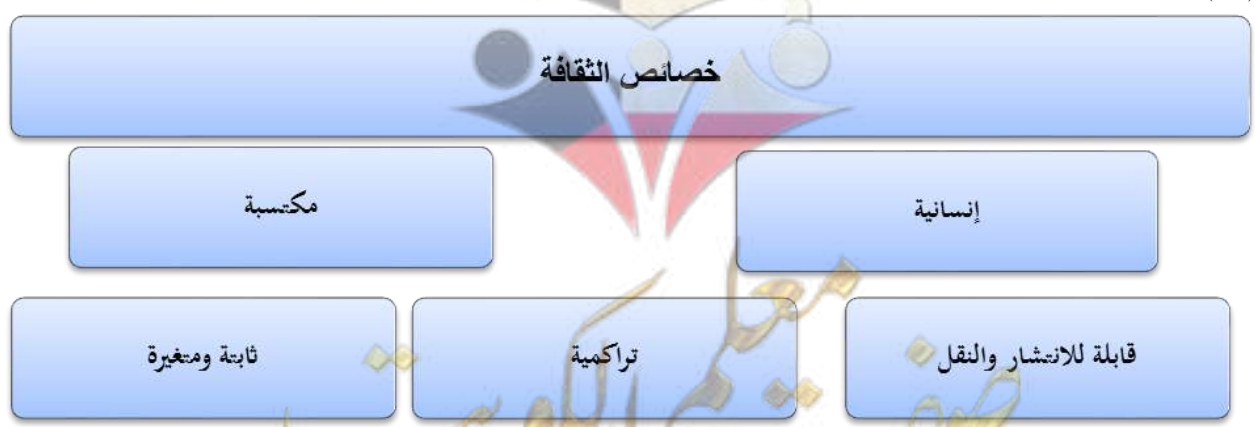 خصائص الثقافة
إنسانية
مكتسبة
قابلة للانتشار والنقل
تراكمية
ثابتة ومتغيرة